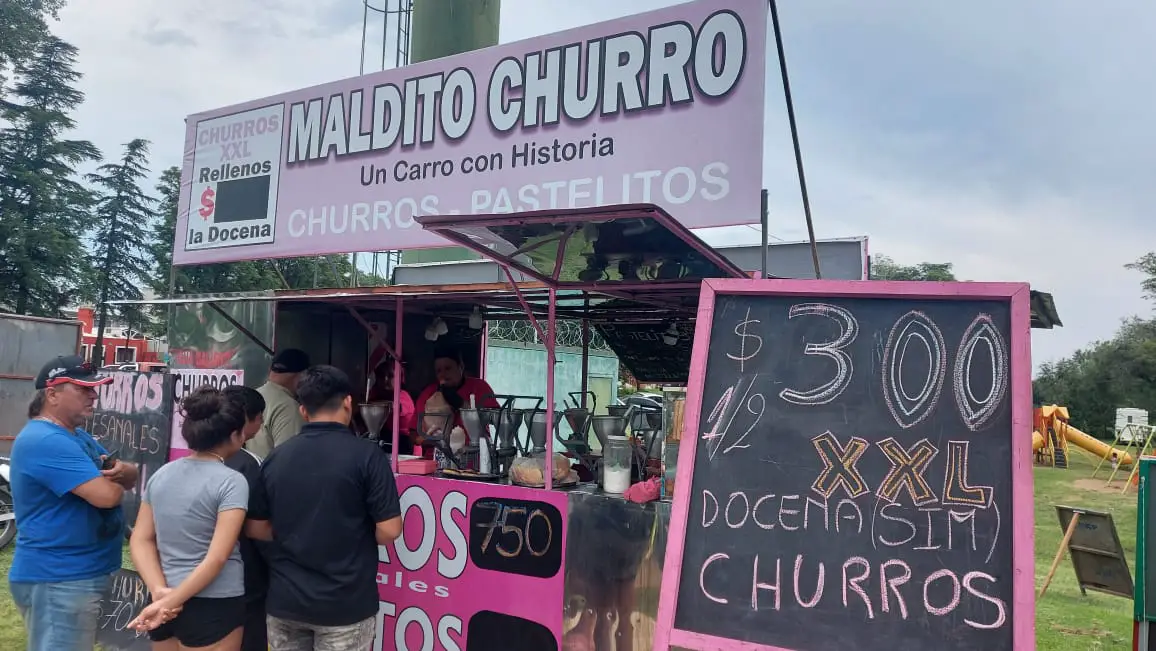 CHURROS
XXL
Rellenos
$
la Docena
MALDITO CHURRO
Un Carro con Historia
CHURROS - PASTELITOS
$ 300
1/2
XXL
DOCENA (SIM)
CHURROS
750